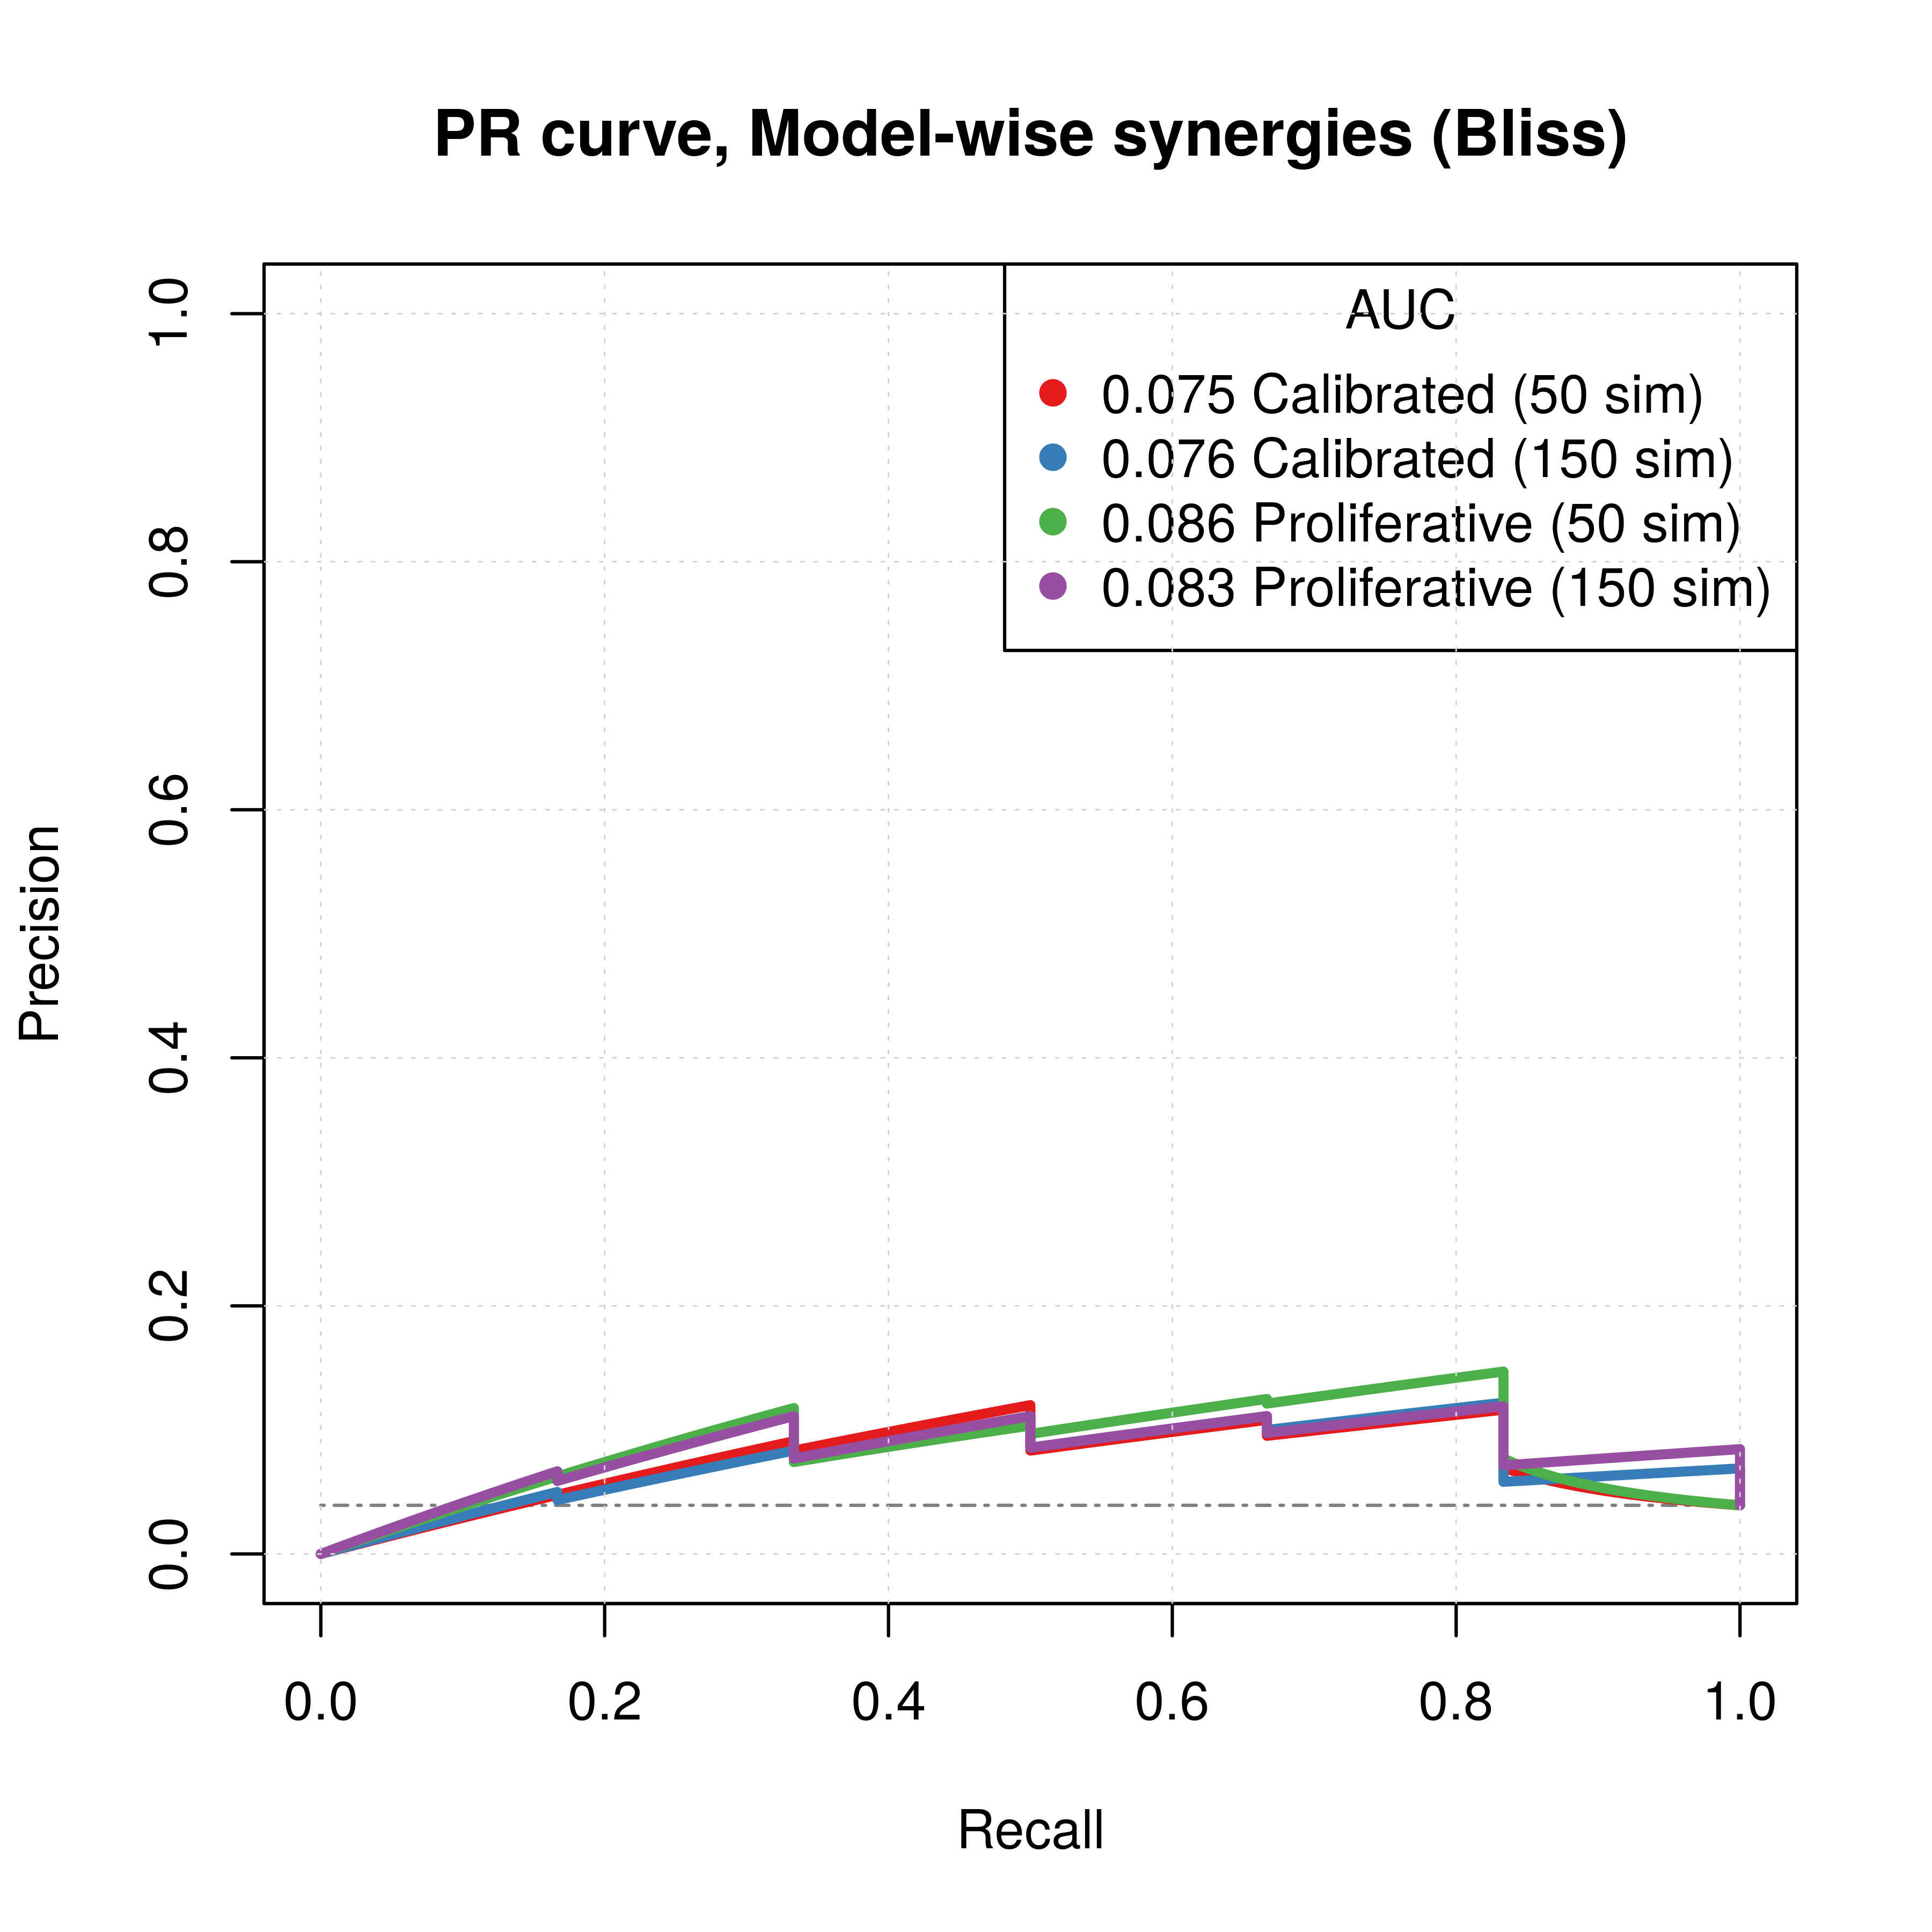 PR curve, Model-wise synergies (Bliss)
AUC
0.075 Calibrated (50 sim)
0.076 Calibrated (150 sim)
0.086 Proliferative (50 sim)
0.083 Proliferative (150 sim)
Precision
1.0
0.8
0.6
0.4
0.2
0.0
0.0 0.2 0.4 0.6 0.8 1.0
Recall